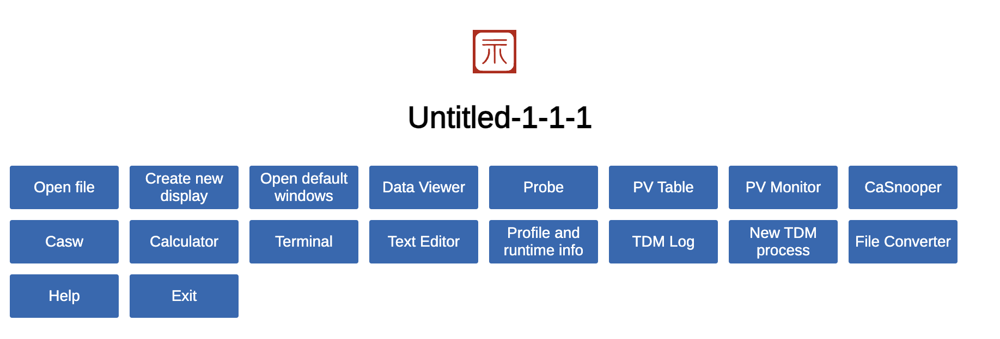 示
Untitled-1-1-1
Open file
Create new
display
Open default
windows
Data Viewer
Probe
PV Table
PV Monitor
CaSnooper
Casw
Calculator
Terminal
Text Editor
Profile and
runtime info
TDM Log
New TDM
process
File Converter
Help
Exit